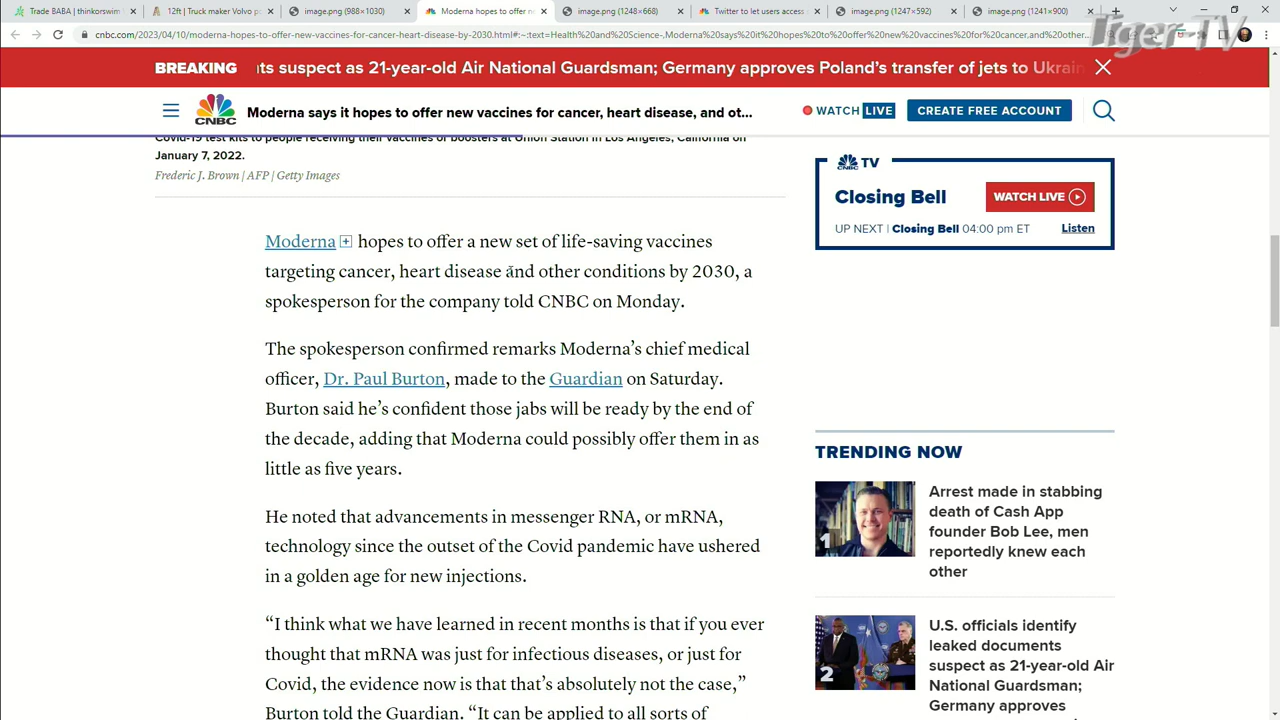 Trade BABA | thinkorswim
12ft | Truck maker Volvo po
image.png (988×1030)
Moderna hopes to offer n
image.png (1248×668)
Twitter to let users access
image.png (1247×592)
image.png (1241×900)
Tiger TV
cnbc.com/2023/04/10/moderna-hopes-to-offer-new-vaccines-for-cancer-heart-disease-by-2030.html#:~:text=Health%20and%20Science-,Moderna%20says%20it%20hopes%20to%20offer%20new%20vaccines%20for%20cancer,and%20other...
BREAKING
its suspect as 21-year-old Air National Guardsman; Germany approves Poland's transfer of jets to Ukrain
CNBC
Moderna says it hopes to offer new vaccines for cancer, heart disease, and ot...
WATCH LIVE
CREATE FREE ACCOUNT
Covid-19 test kits to people receiving their vaccines or boosters at Union Station in Los Angeles, California on
January 7, 2022.
Frederic J. Brown | AFP | Getty Images
Moderna hopes to offer a new set of life-saving vaccines
targeting cancer, heart disease and other conditions by 2030, a
spokesperson for the company told CNBC on Monday.
The spokesperson confirmed remarks Moderna's chief medical
officer, Dr. Paul Burton, made to the Guardian on Saturday.
Burton said he's confident those jabs will be ready by the end of
the decade, adding that Moderna could possibly offer them in as
little as five years.
He noted that advancements in messenger RNA, or mRNA,
technology since the outset of the Covid pandemic have ushered
in a golden age for new injections.
“I think what we have learned in recent months is that if you ever
thought that mRNA was just for infectious diseases, or just for
Covid, the evidence now is that that's absolutely not the case,”
Burton told the Guardian. “It can be applied to all sorts of
CNBC TV
Closing Bell
WATCH LIVE
UP NEXT | Closing Bell 04:00 pm ET
Listen
TRENDING NOW
1
Arrest made in stabbing
death of Cash App
founder Bob Lee, men
reportedly knew each
other
2
U.S. officials identify
leaked documents
suspect as 21-year-old Air
National Guardsman;
Germany approves